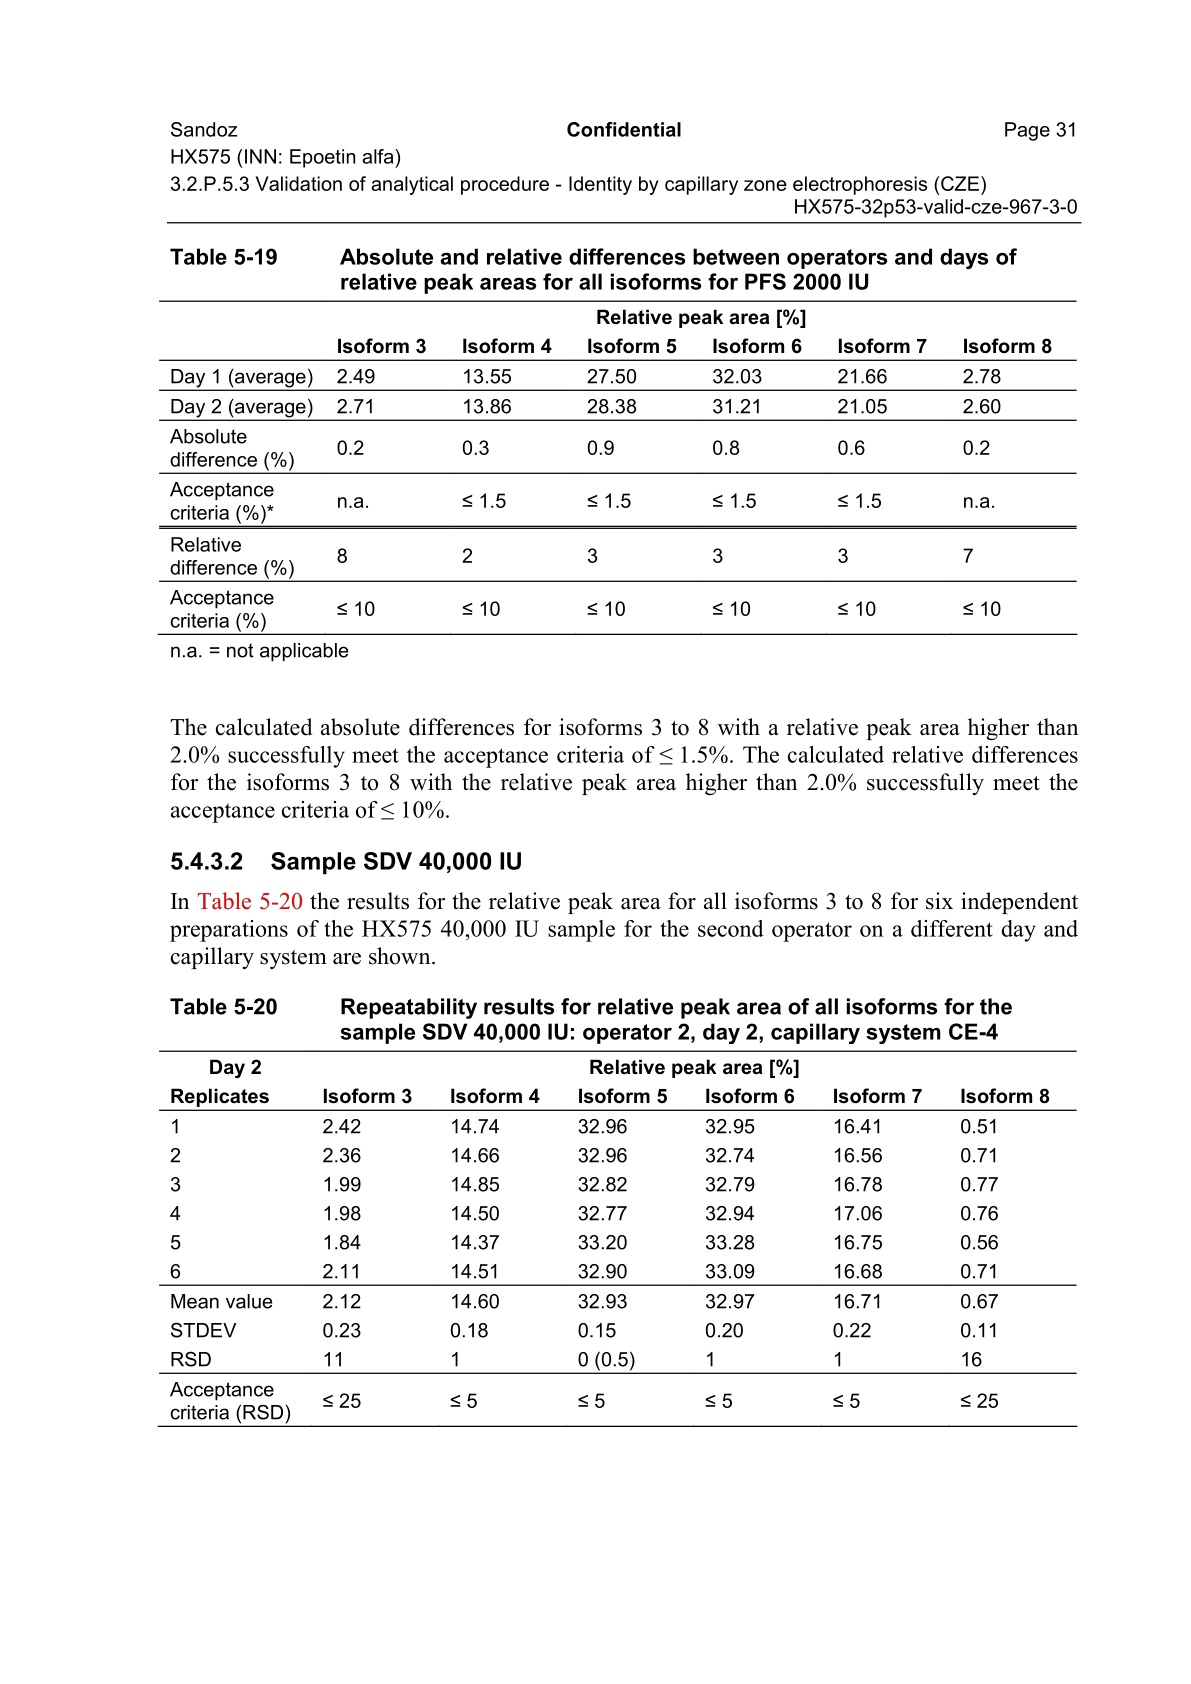 Sandoz Confidential Page 31
HX575 (INN: Epoetin alfa)
3.2.P.5.3 Validation of analytical procedure - Identity by capillary zone electrophoresis (CZE)
HX575-32p53-valid-cze-967-3-0
Table 5-19 Absolute and relative differences between operators and days of
relative peak areas for all isoforms for PFS 2000 IU
Relative peak area [%]
Isoform 3 Isoform 4 Isoform 5 Isoform 6 Isoform 7 Isoform 8
Day 1 (average) 2.49 13.55 27.50 32.03 21.66 2.78
Day 2 (average) 2.71 13.86 28.38 31.21 21.05 2.60
Absolute
difference (%) 0.2 0.3 0.9 0.8 0.6 0.2
Acceptance
criteria (%)* n.a. ≤ 1.5 ≤ 1.5 ≤ 1.5 ≤ 1.5 n.a.
Relative
difference (%) 8 2 3 3 3 7
Acceptance
criteria (%) ≤ 10 ≤ 10 ≤ 10 ≤ 10 ≤ 10 ≤ 10
n.a. = not applicable
The calculated absolute differences for isoforms 3 to 8 with a relative peak area higher than
2.0% successfully meet the acceptance criteria of ≤ 1.5%. The calculated relative differences
for the isoforms 3 to 8 with the relative peak area higher than 2.0% successfully meet the
acceptance criteria of ≤ 10%.
5.4.3.2 Sample SDV 40,000 IU
In Table 5-20 the results for the relative peak area for all isoforms 3 to 8 for six independent
preparations of the HX575 40,000 IU sample for the second operator on a different day and
capillary system are shown.
Table 5-20 Repeatability results for relative peak area of all isoforms for the
sample SDV 40,000 IU: operator 2, day 2, capillary system CE-4
Day 2 Relative peak area [%]
Replicates Isoform 3 Isoform 4 Isoform 5 Isoform 6 Isoform 7 Isoform 8
1 2.42 14.74 32.96 32.95 16.41 0.51
2 2.36 14.66 32.96 32.74 16.56 0.71
3 1.99 14.85 32.82 32.79 16.78 0.77
4 1.98 14.50 32.77 32.94 17.06 0.76
5 1.84 14.37 33.20 33.28 16.75 0.56
6 2.11 14.51 32.90 33.09 16.68 0.71
Mean value 2.12 14.60 32.93 32.97 16.71 0.67
STDEV 0.23 0.18 0.15 0.20 0.22 0.11
RSD 11 1 0 (0.5) 1 1 16
Acceptance
criteria (RSD) ≤ 25 ≤ 5 ≤ 5 ≤ 5 ≤ 5 ≤ 25